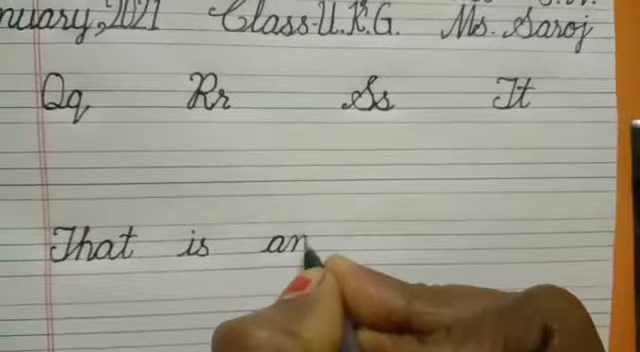 nuary, 2021 Class-U.K.G. Ms. Saroj
Qq Rr Ss Tt
That is an